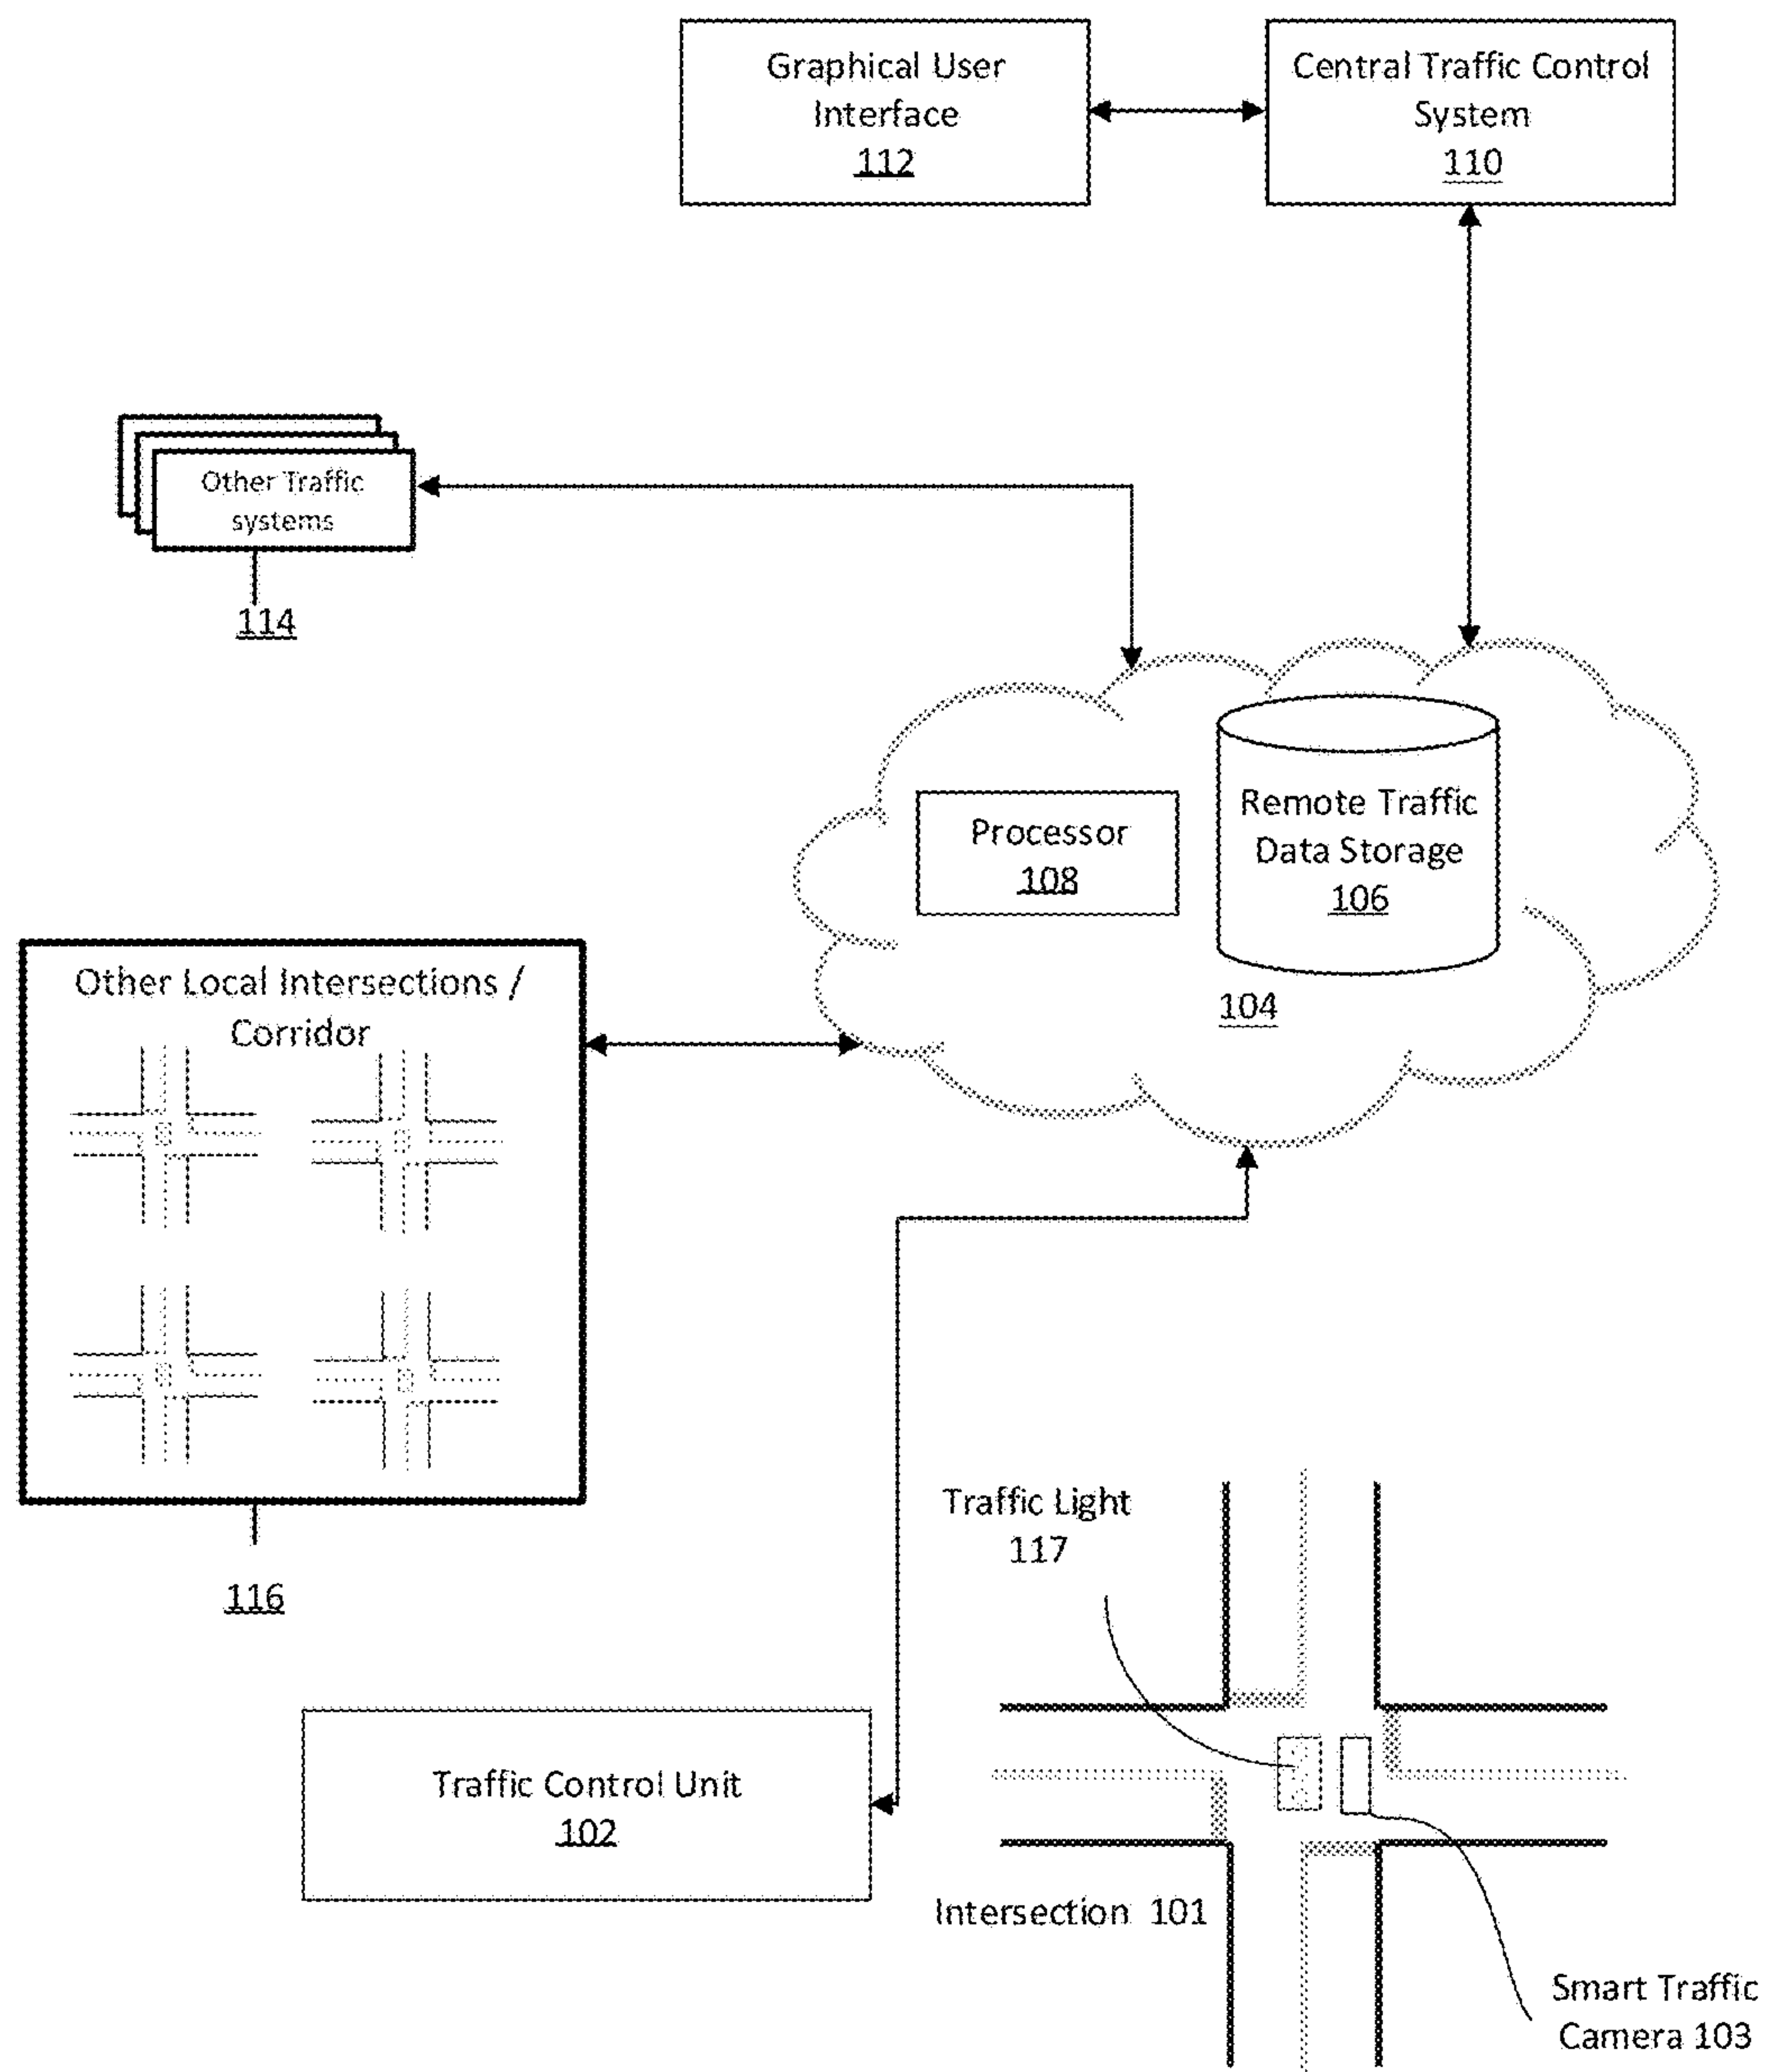 Graphical User
Interface
112
Central Traffic Control
System
110
Other Traffic
systems
114
Processor
108
Remote Traffic
Data Storage
106
104
Other Local Intersections /
Corridor
116
Traffic Light
117
Traffic Control Unit
102
Intersection 101
Smart Traffic
Camera 103